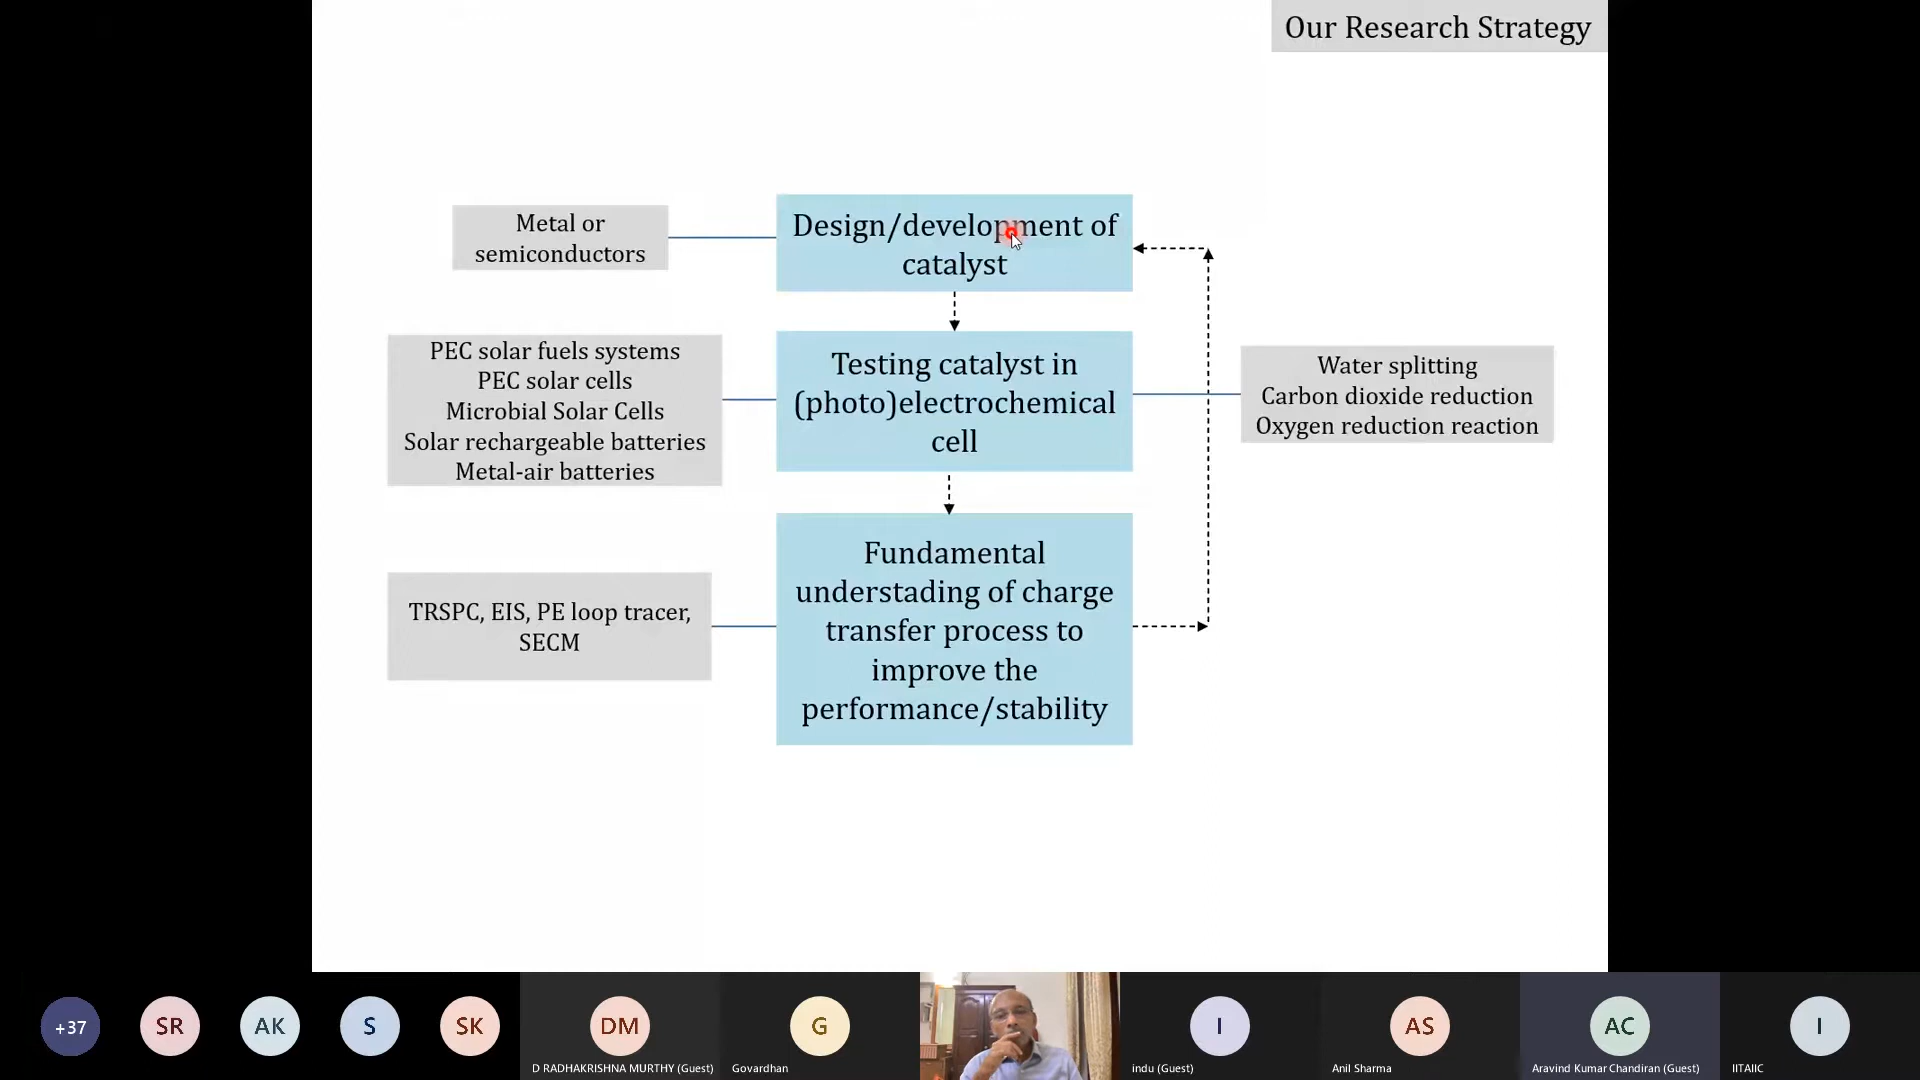 Our Research Strategy
Metal or
semiconductors
Design/development of
catalyst
PEC solar fuels systems
PEC solar cells
Microbial Solar Cells
Solar rechargeable batteries
Metal-air batteries
Testing catalyst in
(photo)electrochemical
cell
Water splitting
Carbon dioxide reduction
Oxygen reduction reaction
TRSPC, EIS, PE loop tracer,
SECM
Fundamental
understading of charge
transfer process to
improve the
performance/stability
+37
SR
AK
S
SK
DM
D RADHAKRISHNA MURTHY (Guest)
G
Govardhan
I
indu (Guest)
AS
Anil Sharma
AC
Aravind Kumar Chandiran (Guest)
I
IITAIIC